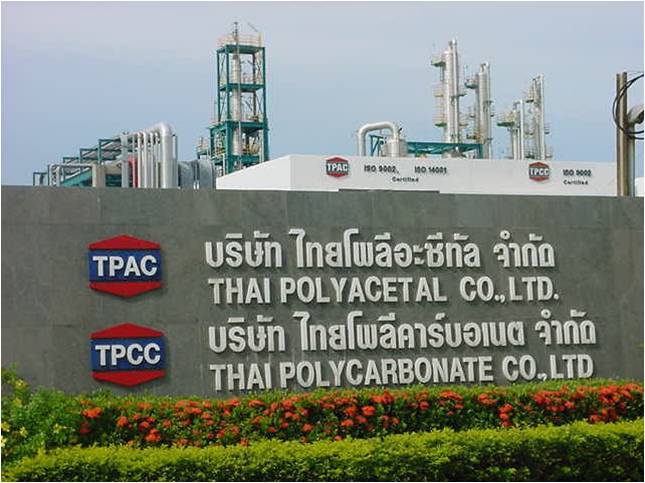 TPAC ISO 9002, ISO 14001 TPCC ISO 9002
Certified Certified
TPAC
บริษัท ไทยโพลีอะซีทัล จำกัด
THAI POLYACETAL CO., LTD.
TPCC
บริษัท ไทยโพลีคาร์บอเนต จำกัด
THAI POLYCARBONATE CO., LTD